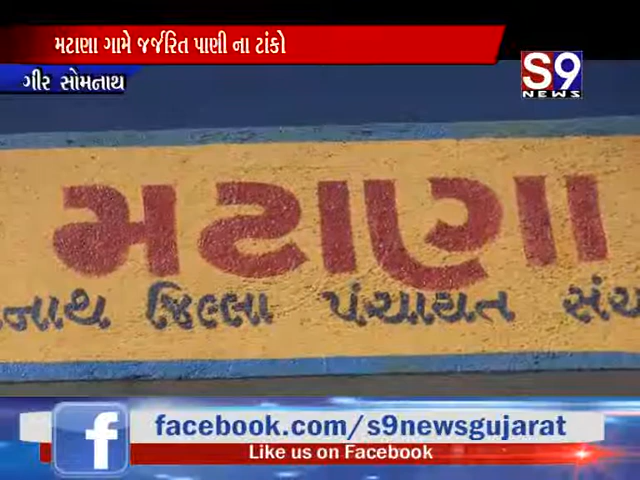 મટાણા ગામે જર્જરિત પાણી ના ટાંકો
ગીર સોમનાથ
S9
NEWS
મટાણા
નાથ જિલ્લા પંચાયત
facebook.com/s9newsgujarat
Like us on Facebook